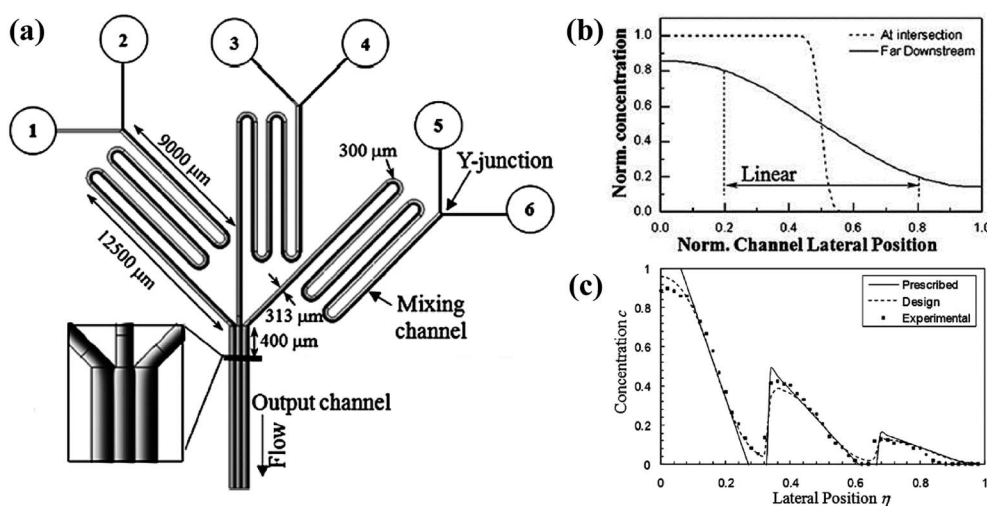 (a)
1
2
3
4
5
6
9000 μm
12500 μm
300 μm
Y-junction
313 μm
400 μm
Mixing
channel
Output channel
Flow
(b)
At intersection
Far Downstream
Norm. concentration
1.0
0.8
0.6
0.4
0.2
0.0
Linear
0.0 0.2 0.4 0.6 0.8 1.0
Norm. Channel Lateral Position
(c)
Prescribed
Design
Experimental
Concentration c
1
0.8
0.6
0.4
0.2
0
0 0.2 0.4 0.6 0.8 1
Lateral Position η